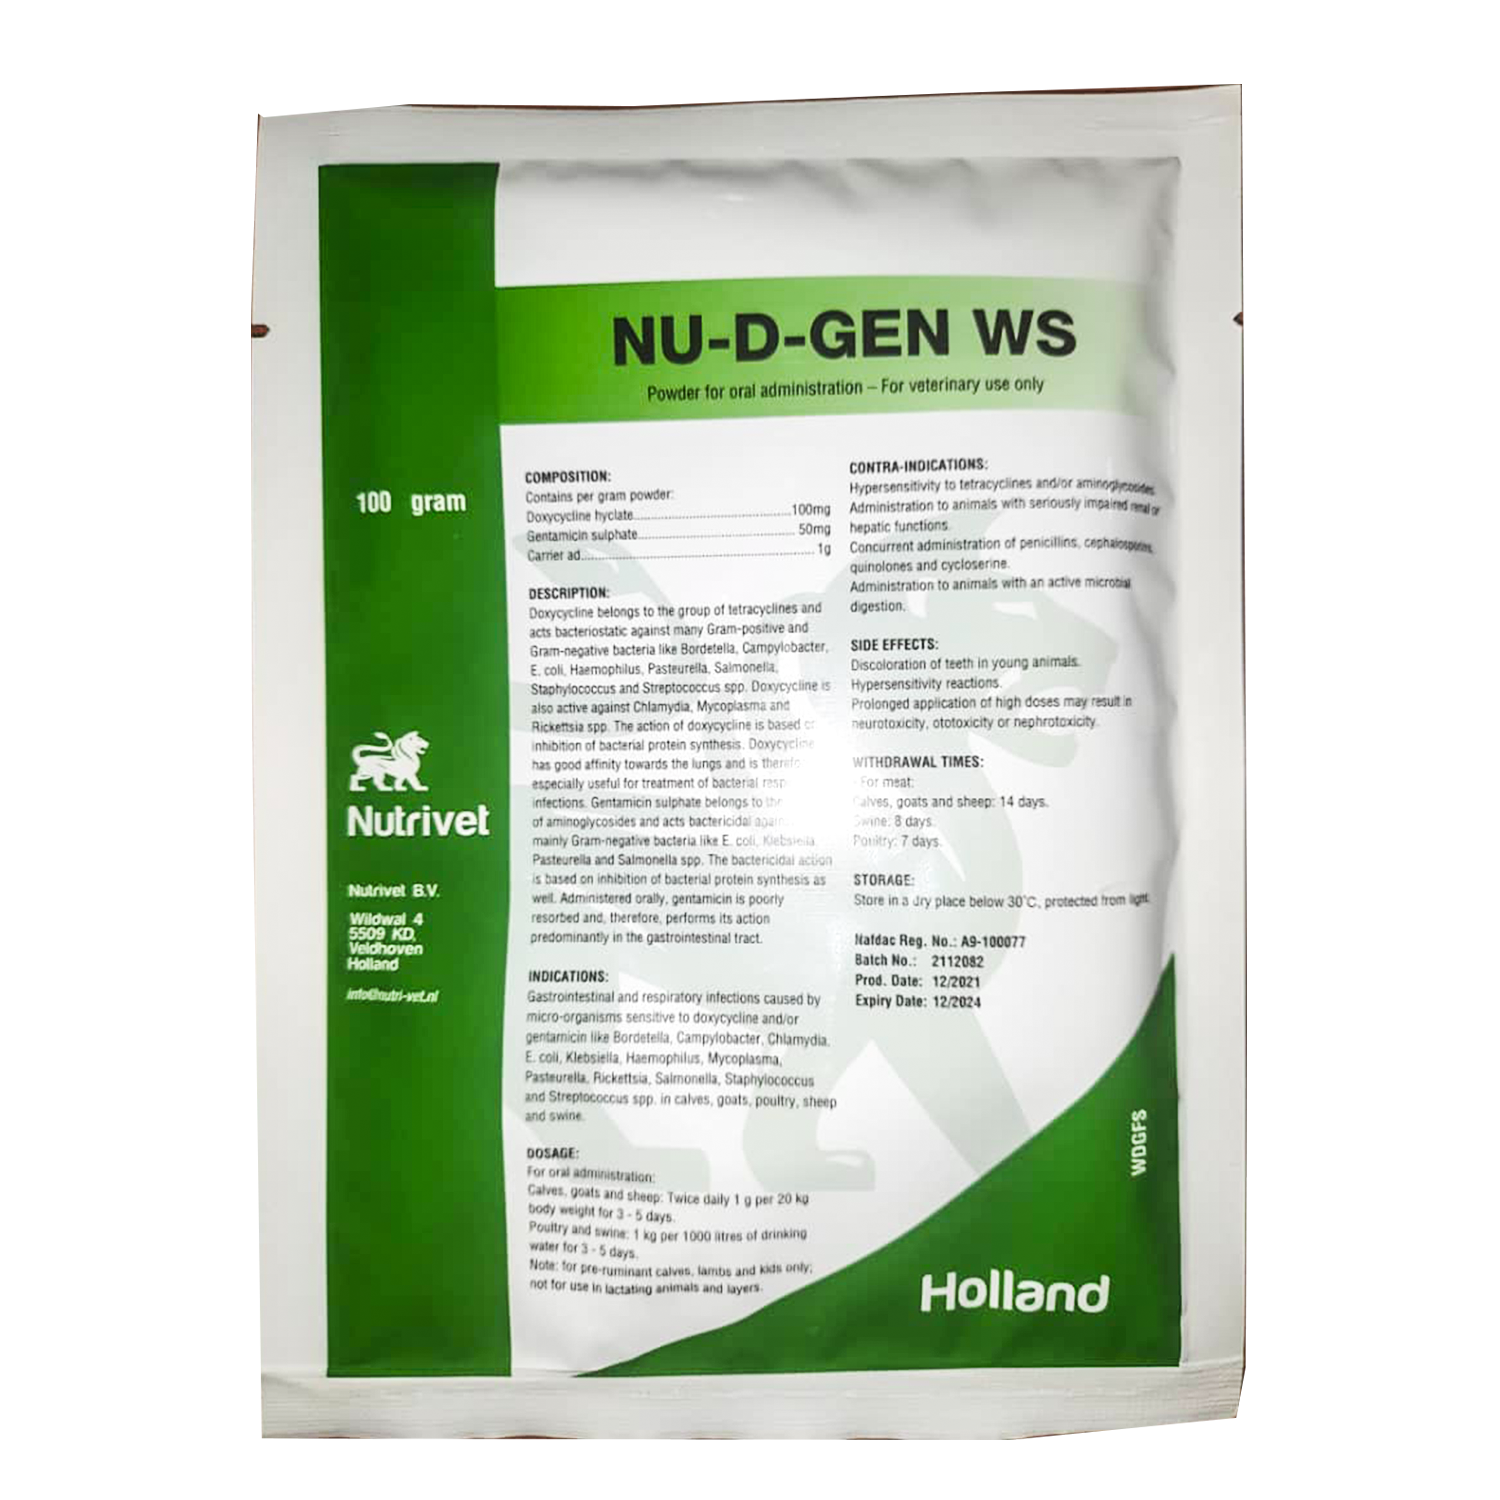 NU-D-GEN WS
Powder for oral administration – For veterinary use only
100 gram
Nutrivet
Nutrivet B.V.
Wildwal 4
5509 KD,
Veldhoven
Holland
info@nutri-vet.nl
COMPOSITION:
Contains per gram powder:
Doxycycline hyclate.....................................100mg
Gentamicin sulphate.....................................50mg
Carrier ad.....................................................1g
DESCRIPTION:
Doxycycline belongs to the group of tetracyclines and
acts bacteriostatic against many Gram-positive and
Gram-negative bacteria like Bordetella, Campylobacter,
E. coli, Haemophilus, Pasteurella, Salmonella,
Staphylococcus and Streptococcus spp. Doxycycline is
also active against Chlamydia, Mycoplasma and
Rickettsia spp. The action of doxycycline is based
inhibition of bacterial protein synthesis. Doxycycline
has good affinity towards the lungs and is
especially useful for treatment of bacterial
infections. Gentamicin sulphate belongs to the
of aminoglycosides and acts bactericidal
mainly Gram-negative bacteria like E. coli, Klebsiella
Pasteurella and Salmonella spp. The bactericidal action
is based on inhibition of bacterial protein synthesis as
well. Administered orally, gentamicin is poorly
resorbed and, therefore, performs its action
predominantly in the gastrointestinal tract.
INDICATIONS:
Gastrointestinal and respiratory infections caused by
micro-organisms sensitive to doxycycline and/or
gentamicin like Bordetella, Campylobacter, Chlamydia,
E. coli, Klebsiella, Haemophilus, Mycoplasma,
Pasteurella, Rickettsia, Salmonella, Staphylococcus
and Streptococcus spp. in calves, goats, poultry, sheep
and swine.
DOSAGE:
For oral administration:
Calves, goats and sheep: Twice daily 1 g per 20 kg
body weight for 3 - 5 days.
Poultry and swine: 1 kg per 1000 litres of drinking
water for 3 - 5 days.
Note: for pre-ruminant calves, lambs and kids only;
not for use in lactating animals and layers.
CONTRA-INDICATIONS:
Hypersensitivity to tetracyclines and/or aminoglycosides.
Administration to animals with seriously impaired renal or
hepatic functions.
Concurrent administration of penicillins, cephalosporins,
quinolones and cycloserine.
Administration to animals with an active microbial
digestion.
SIDE EFFECTS:
Discoloration of teeth in young animals.
Hypersensitivity reactions.
Prolonged application of high doses may result in
neurotoxicity, ototoxicity or nephrotoxicity.
WITHDRAWAL TIMES:
- For meat:
Calves, goats and sheep: 14 days.
Swine: 8 days.
Poultry: 7 days.
STORAGE:
Store in a dry place below 30°C, protected from light.
Nafdac Reg. No.: A9-100077
Batch No.: 2112082
Prod. Date: 12/2021
Expiry Date: 12/2024
WDGFS
Holland